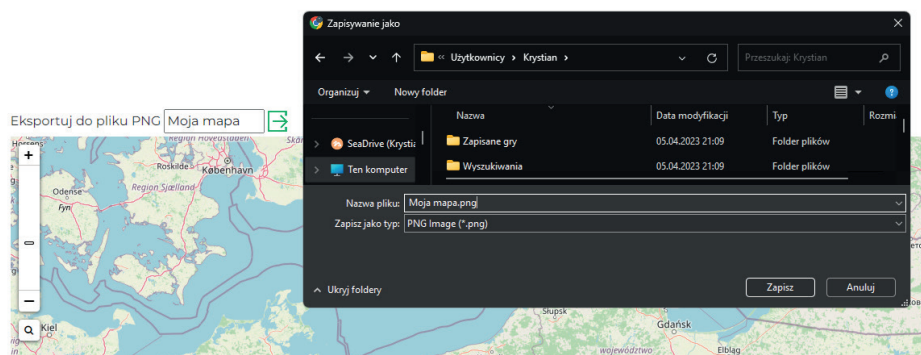 Zapisywanie jako
Użytkownicy > Krystian >
Przeszukaj: Krystian
Organizuj
Nowy folder
Nazwa
Data modyfikacji
Typ
Rozmi
SeaDrive (Krystia
Zapisane gry
05.04.2023 21:09
Folder plików
Ten komputer
Wyszukiwania
05.04.2023 21:09
Folder plików
Nazwa pliku:
Moja mapa.png
Zapisz jako typ:
PNG Image (*.png)
Ukryj foldery
Zapisz
Anuluj
Eksportuj do pliku PNG
Moja mapa
Horsens
Region Hovedstaden
Roskilde
København
Odense
Region Sjælland
Fyn
Kiel
Słupsk
Gdańsk
województwo
Elbląg